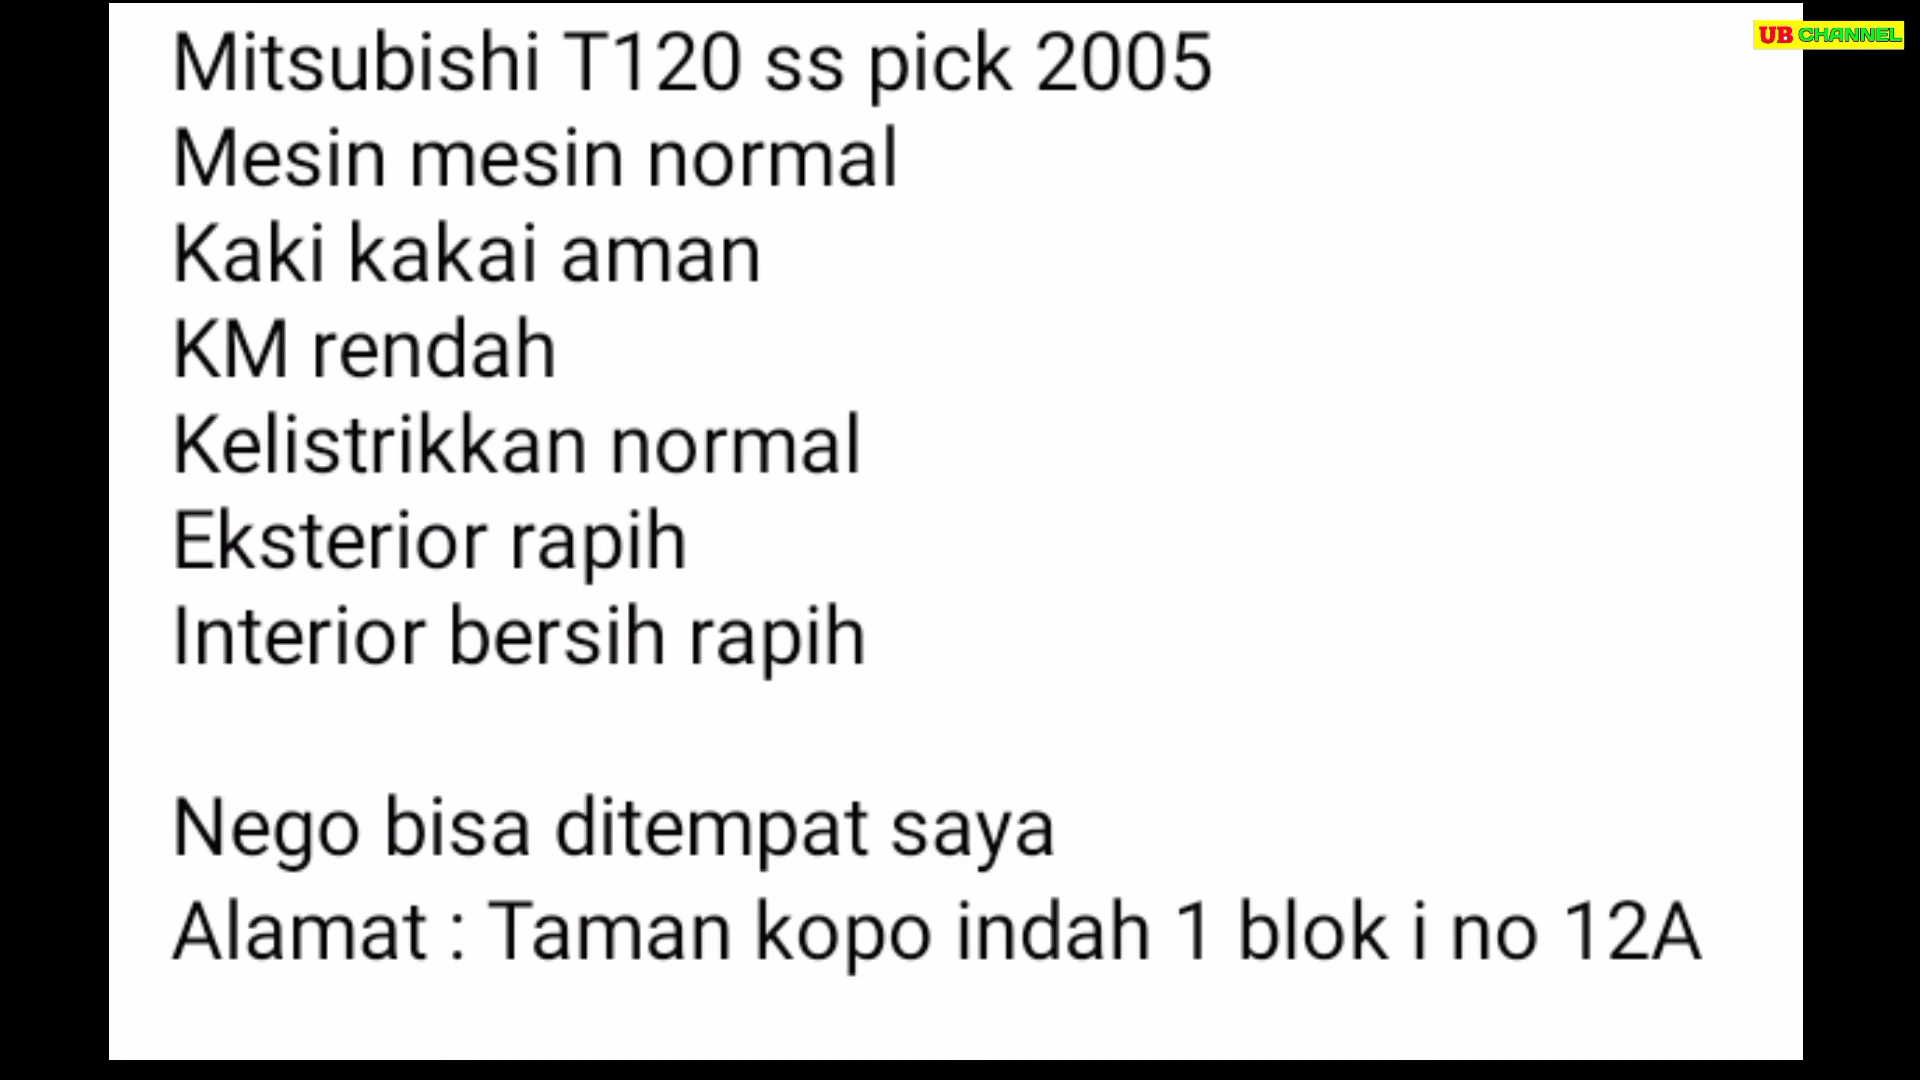 Mitsubishi T120 ss pick 2005
UB CHANNEL
Mesin mesin normal
Kaki kakai aman
KM rendah
Kelistrikkan normal
Eksterior rapih
Interior bersih rapih
Nego bisa ditempat saya
Alamat : Taman kopo indah 1 blok i no 12A